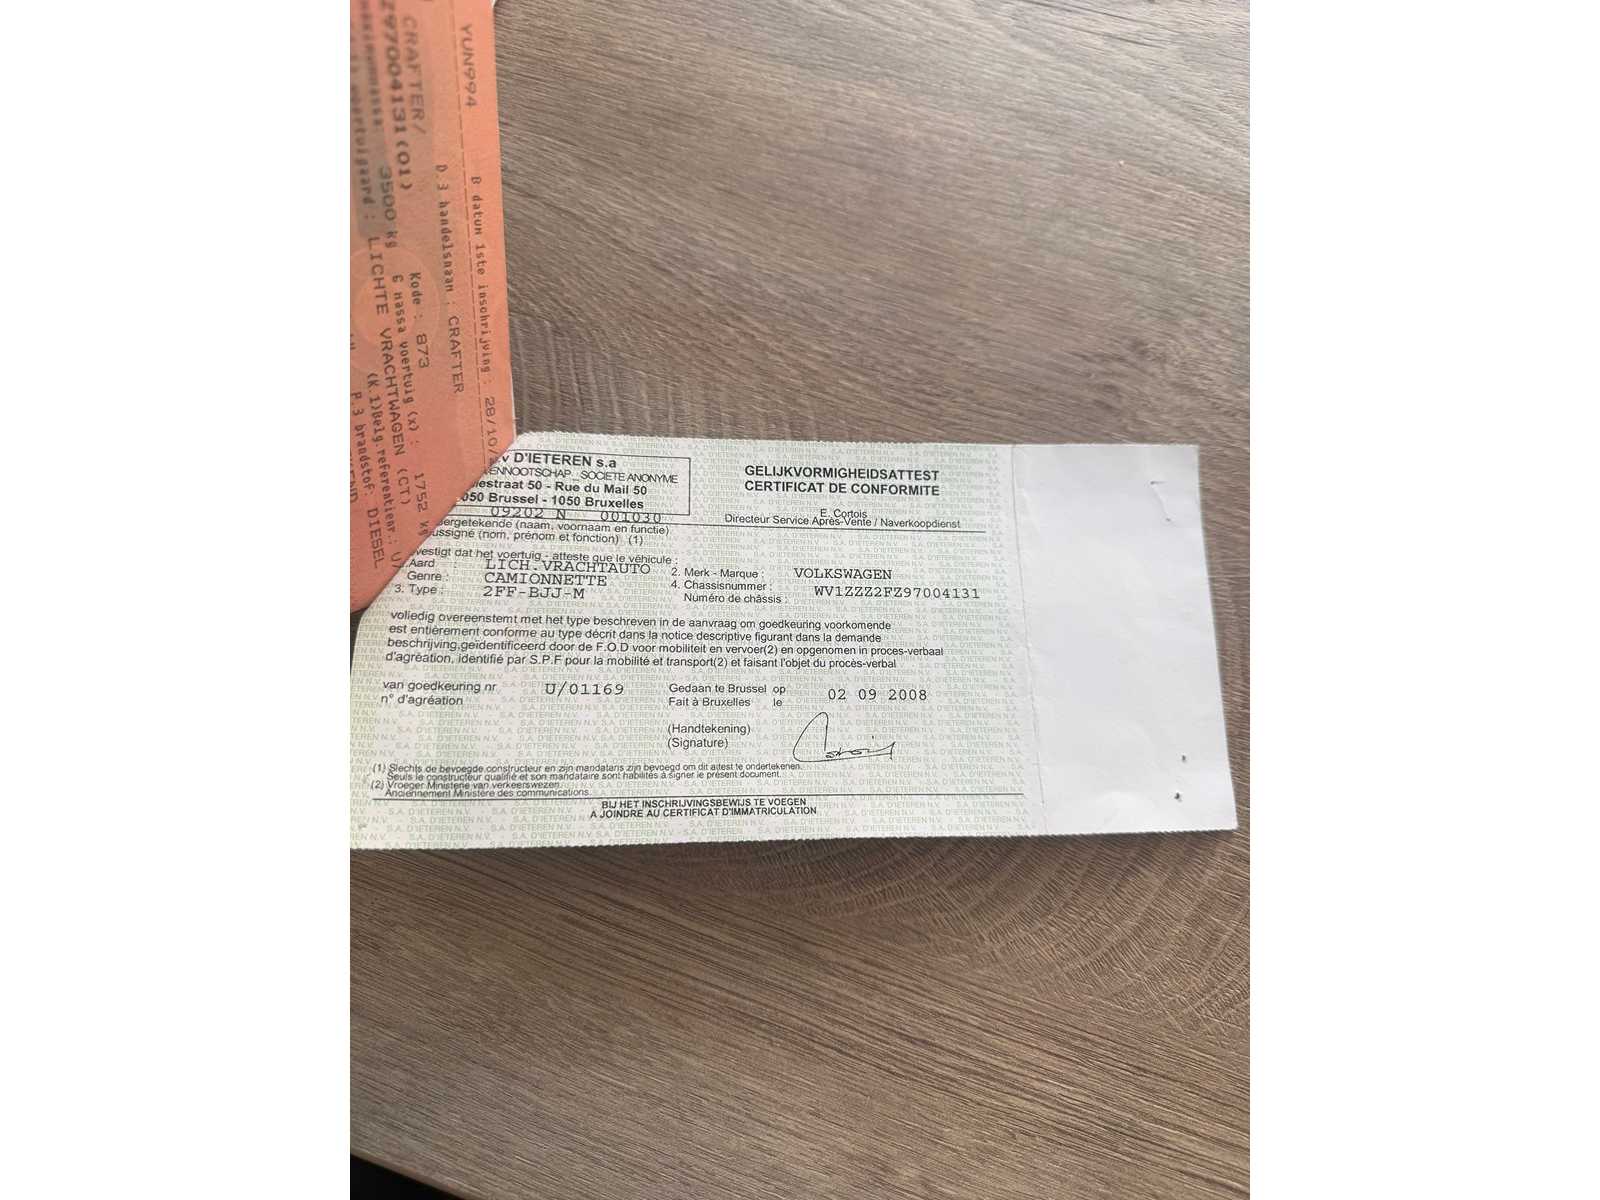 YUN994
B datum 1ste inschrijving : 28/10/
D.3 handelsnaam : CRAFTER
CRAFTER/
Kode : 873
Z97004131(01)
3500 kg G massa voertuig (x) : 1752 kg
LICHTE VRACHTWAGEN (CT)
(K.1)Belg.referentienr.: U/
P.3 brandstof: DIESEL
.v D'IETEREN s.a
ENNOOTSCHAP SOCIETE ANONYME
iestraat 50 - Rue du Mail 50
050 Brussel - 1050 Bruxelles
09202 N 001030
GELIJKVORMIGHEIDSATTEST
CERTIFICAT DE CONFORMITE
E. Cortois
Directeur Service Après-Vente / Naverkoopdienst
dergetekende (naam, voornaam en functie)
ussigné (nom, prénom et fonction) (1)
vestigt dat het voertuig - atteste que le véhicule :
Aard : LICH.VRACHTAUTO
Genre : CAMIONNETTE
2. Merk - Marque : VOLKSWAGEN
3. Type : 2FF-BJJ-M
4. Chassisnummer :
Numéro de châssis : WV1ZZZ2FZ97004131
volledig overeenstemt met het type beschreven in de aanvraag om goedkeuring voorkomende
est entièrement conforme au type décrit dans la notice descriptive figurant dans la demande
beschrijving,geïdentificeerd door de F.O.D voor mobiliteit en vervoer(2) en opgenomen in proces-verbaal
d'agréation, identifié par S.P.F pour la mobilité et transport(2) et faisant l'objet du procès-verbal
van goedkeuring nr U/01169
n° d'agréation
Gedaan te Brussel op 02 09 2008
Fait à Bruxelles le
(Handtekening)
(Signature)
(1) Slechts de bevoegde constructeur en zijn mandataris zijn bevoegd om dit attest te ondertekenen.
Seuls le constructeur qualifié et son mandataire sont habilités à signer le présent document.
(2) Vroeger Ministerie van verkeerswezen.
Anciennement Ministère des communications.
BIJ HET INSCHRIJVINGSBEWIJS TE VOEGEN
A JOINDRE AU CERTIFICAT D'IMMATRICULATION